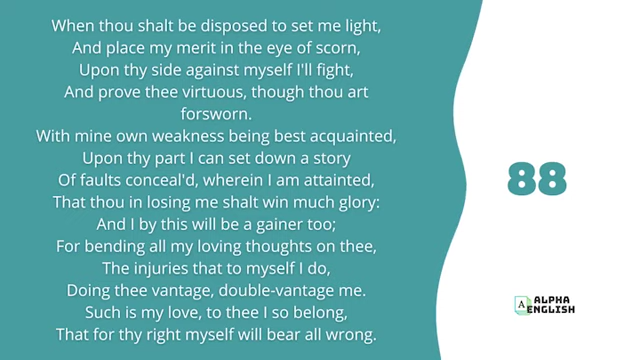 When thou shalt be disposed to set me light,
And place my merit in the eye of scorn,
Upon thy side against myself I'll fight,
And prove thee virtuous, though thou art
forsworn.
With mine own weakness being best acquainted,
Upon thy part I can set down a story
Of faults conceal'd, wherein I am attainted,
That thou in losing me shalt win much glory:
And I by this will be a gainer too;
For bending all my loving thoughts on thee,
The injuries that to myself I do,
Doing thee vantage, double-vantage me.
Such is my love, to thee I so belong,
That for thy right myself will bear all wrong.
88
A
ALPHA
ENGLISH